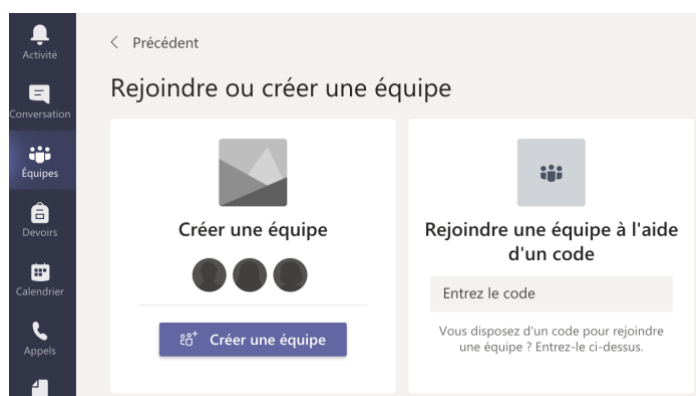 Activité
Conversation
Équipes
Devoirs
Calendrier
Appels
Précédent
Rejoindre ou créer une équipe
Créer une équipe
Créer une équipe
Rejoindre une équipe à l'aide
d'un code
Entrez le code
Vous disposez d'un code pour rejoindre
une équipe ? Entrez-le ci-dessus.